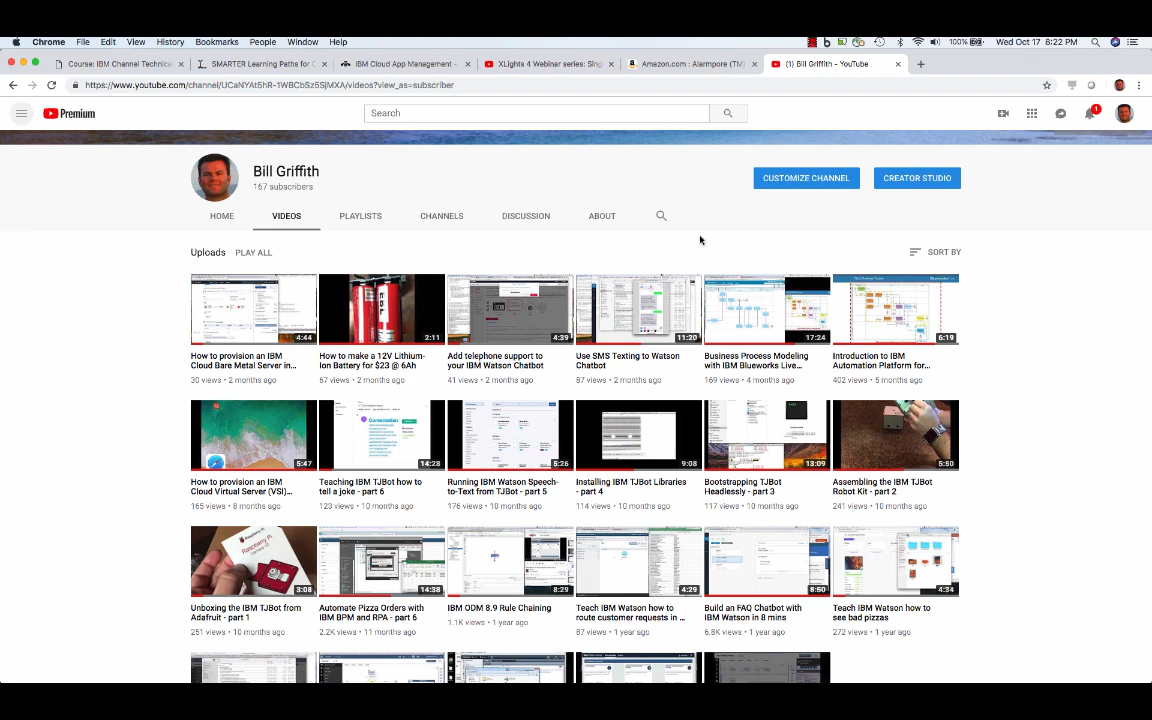 Chrome File Edit View History Bookmarks People Window Help 100% Wed Oct 17 8:22 PM
Course: IBM Channel Technical SMARTER Learning Paths for C IBM Cloud App Management - XLights 4 Webinar series: Sing Amazon.com : Alarmpore (TM) (1) Bill Griffith - YouTube
https://www.youtube.com/channel/UCaNYAt5hR-1WBCbSz6SjMXA/videos?view_as=subscriber
Premium Search 1
Bill Griffith
167 subscribers
CUSTOMIZE CHANNEL CREATOR STUDIO
HOME VIDEOS PLAYLISTS CHANNELS DISCUSSION ABOUT
Uploads PLAY ALL SORT BY
4:44 2:11 4:39 11:20 17:24 6:19
How to provision an IBM Cloud Bare Metal Server in...
30 views • 2 months ago
How to make a 12V Lithium-Ion Battery for $23 @ 6Ah
67 views • 2 months ago
Add telephone support to your IBM Watson Chatbot
41 views • 2 months ago
Use SMS Texting to Watson Chatbot
87 views • 2 months ago
Business Process Modeling with IBM Blueworks Live...
169 views • 4 months ago
Introduction to IBM Automation Platform for...
402 views • 5 months ago
5:47 14:28 5:26 9:08 18:09 5:50
How to provision an IBM Cloud Virtual Server (VSI)...
165 views • 8 months ago
Teaching IBM TJBot how to tell a joke - part 6
123 views • 10 months ago
Running IBM Watson Speech-to-Text from TJBot - part 5
176 views • 10 months ago
Installing IBM TJBot Libraries - part 4
114 views • 10 months ago
Bootstrapping TJBot Headlessly - part 3
117 views • 10 months ago
Assembling the IBM TJBot Robot Kit - part 2
241 views • 10 months ago
3:08 14:38 8:29 4:29 8:50 4:34
Unboxing the IBM TJBot from Adafruit - part 1
251 views • 10 months ago
Automate Pizza Orders with IBM BPM and RPA - part 6
2.2K views • 11 months ago
IBM ODM 8.9 Rule Chaining
1.1K views • 1 year ago
Teach IBM Watson how to route customer requests in ...
87 views • 1 year ago
Build an FAQ Chatbot with IBM Watson in 8 mins
6.8K views • 1 year ago
Teach IBM Watson how to see bad pizzas
272 views • 1 year ago